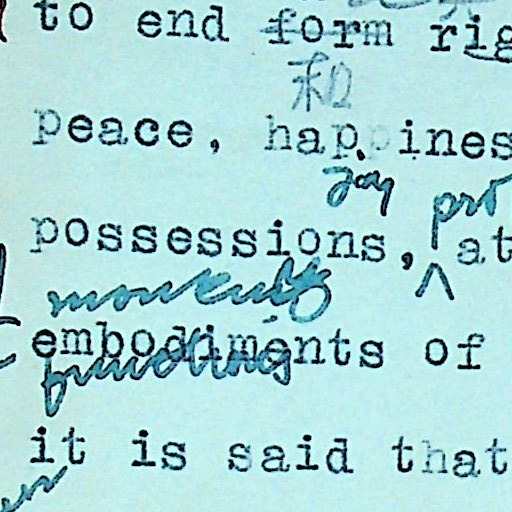 to end form rig
和
peace, happines
joy pro
possessions, at
moments
embodiments of
functions
it is said that